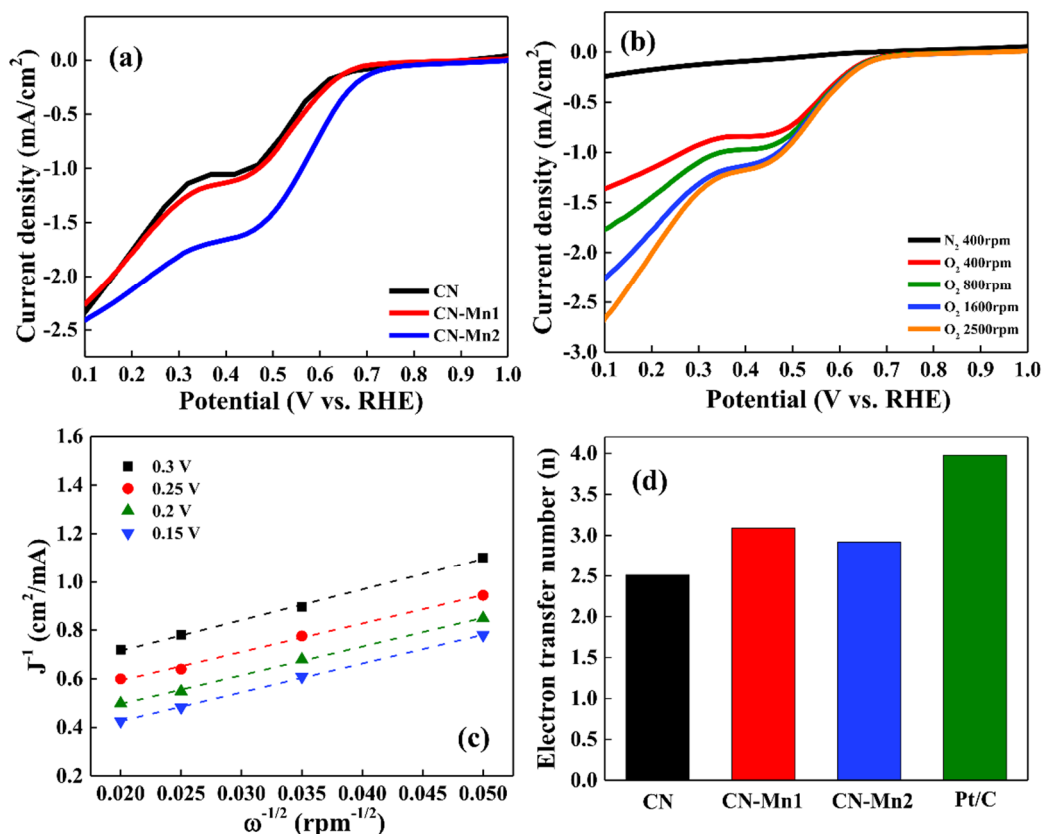 (a)
0.0
-0.5
-1.0
-1.5
-2.0
-2.5
Current density (mA/cm²)
CN
CN-Mn1
CN-Mn2
0.1 0.2 0.3 0.4 0.5 0.6 0.7 0.8 0.9 1.0
Potential (V vs. RHE)
(b)
0.0
-0.5
-1.0
-1.5
-2.0
-2.5
-3.0
Current density (mA/cm²)
N₂ 400rpm
O₂ 400rpm
O₂ 800rpm
O₂ 1600rpm
O₂ 2500rpm
0.1 0.2 0.3 0.4 0.5 0.6 0.7 0.8 0.9 1.0
Potential (V vs. RHE)
1.6
1.4
1.2
1.0
0.8
0.6
0.4
0.2
J⁻¹ (cm²/mA)
0.3 V
0.25 V
0.2 V
0.15 V
(c)
0.020 0.025 0.030 0.035 0.040 0.045 0.050
ω⁻¹/² (rpm⁻¹/²)
(d)
4.0
3.5
3.0
2.5
2.0
1.5
1.0
0.5
0.0
Electron transfer number (n)
CN CN-Mn1 CN-Mn2 Pt/C